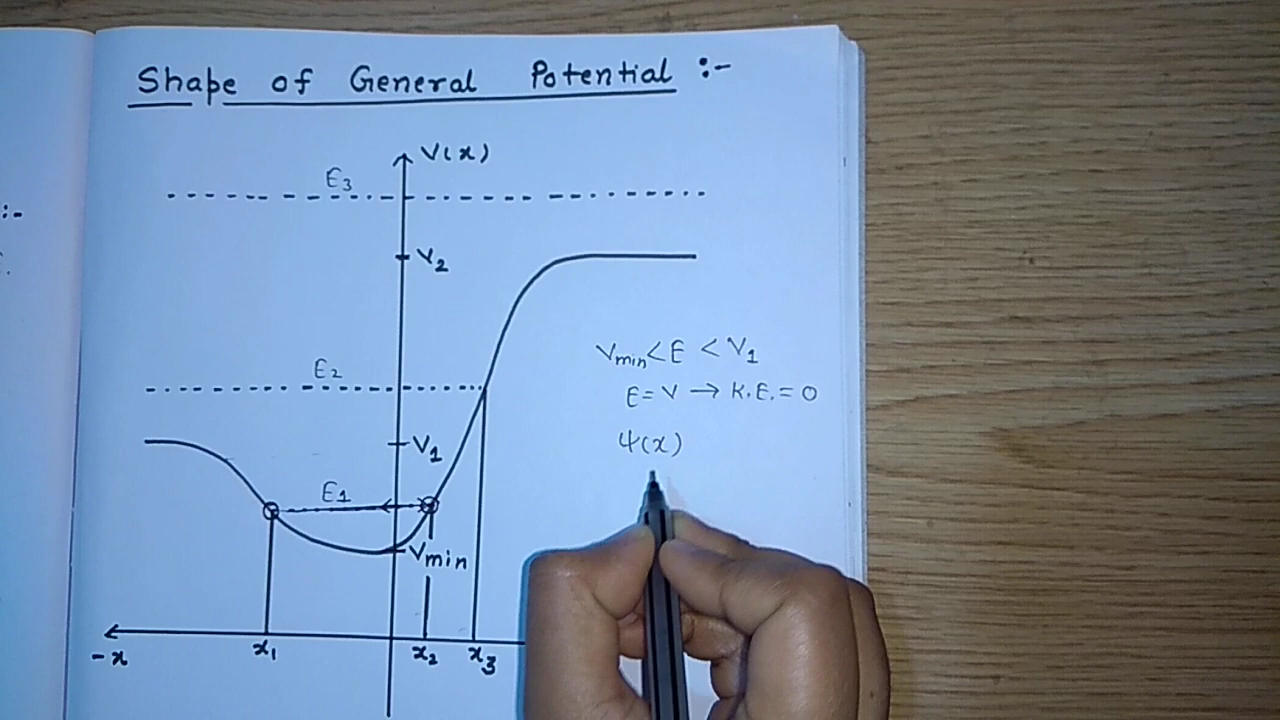 Shape of General Potential :-
V(x)
E₃
:-
V₂
Vmin < E < V₁
E₂
E = V → K.E. = 0
ψ(x)
V₁
E₁
Vmin
-x
x₁
x₂
x₃